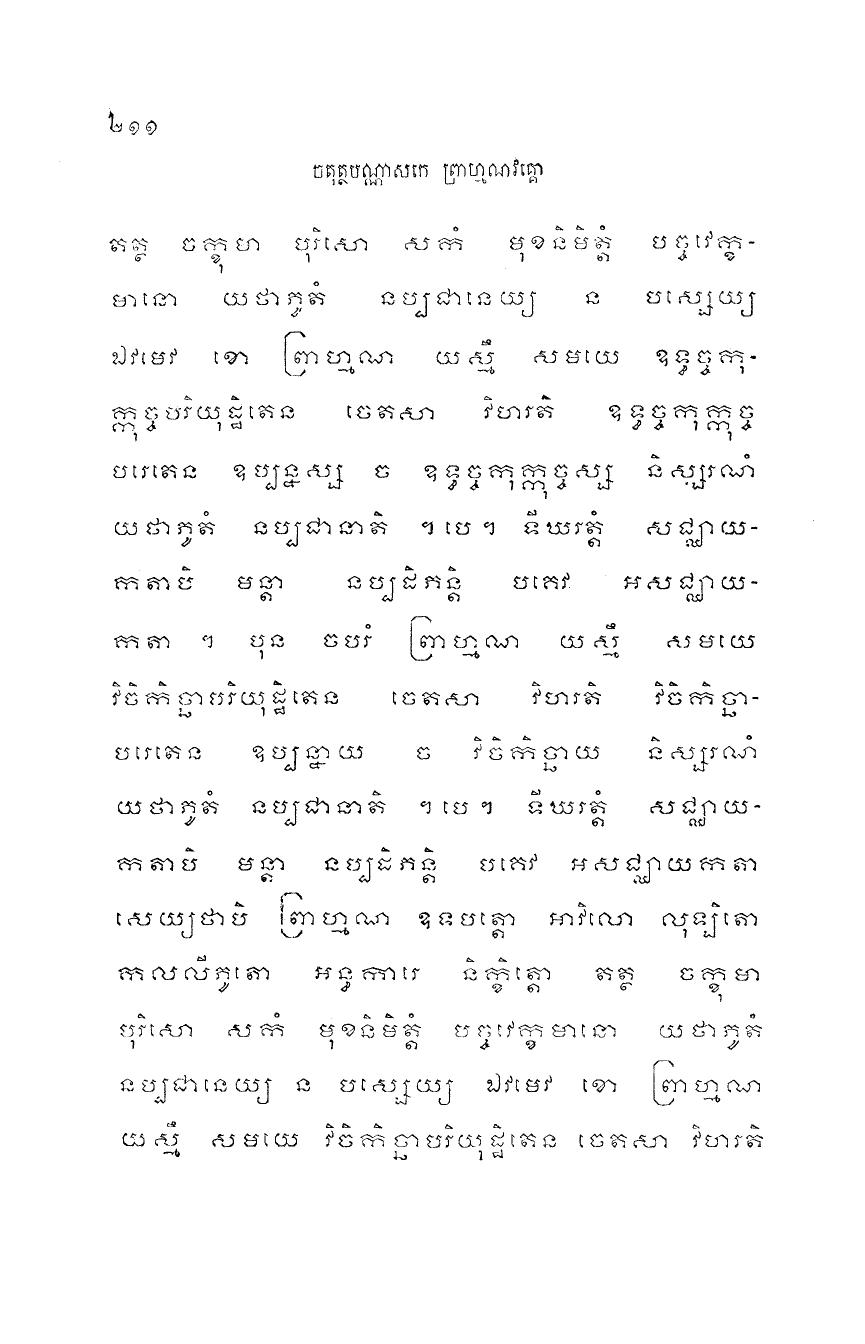 ២១១
ចតុត្ថបណ្ណាសកេ ព្រាហ្មណវគ្គោ
តត្ថ ចក្ខុហ បុរិសោ សកំ មុខនិមិត្តំ បច្ចវេក្ខ-
មានោ យថាភូតំ នប្បជានេយ្យ ន បស្សេយ្យ
ឯវមេវ ខោ ព្រាហ្មណ យស្មឹ សមយេ ឧទ្ធច្ចកុ-
ក្កុច្ចបរិយុដ្ឋិតេន ចេតសា វិហរតិ ឧទ្ធច្ចកុក្កុច្ច
បរេតេន ឧប្បន្នស្ស ច ឧទ្ធច្ចកុក្កុច្ចស្ស និស្សរណំ
យថាភូតំ នប្បជានាតិ ។ បេ ។ ទីឃរត្តំ សជ្ឈាយ-
កតាបិ មន្តា នប្បដិភន្តិ បគេវ អសជ្ឈាយ-
កតា ។ បុន ចបរំ ព្រាហ្មណ យស្មឹ សមយេ
វិចិកិច្ឆាបរិយុដ្ឋិតេន ចេតសា វិហរតិ វិចិកិច្ឆា-
បរេតេន ឧប្បន្នាយ ច វិចិកិច្ឆាយ និស្សរណំ
យថាភូតំ នប្បជានាតិ ។ បេ ។ ទីឃរត្តំ សជ្ឈាយ-
កតាបិ មន្តា នប្បដិភន្តិ បគេវ អសជ្ឈាយកតា
សេយ្យថាបិ ព្រាហ្មណ ឧទបត្តោ អាវិលោ លុឡិតោ
កលលីភូតោ អន្ធការេ និក្ខិត្តោ តត្ថ ចក្ខុមា
បុរិសោ សកំ មុខនិមិត្តំ បច្ចវេក្ខមានោ យថាភូតំ
នប្បជានេយ្យ ន បស្សេយ្យ ឯវមេវ ខោ ព្រាហ្មណ
យស្មឹ សមយេ វិចិកិច្ឆាបរិយុដ្ឋិតេន ចេតសា វិហរតិ